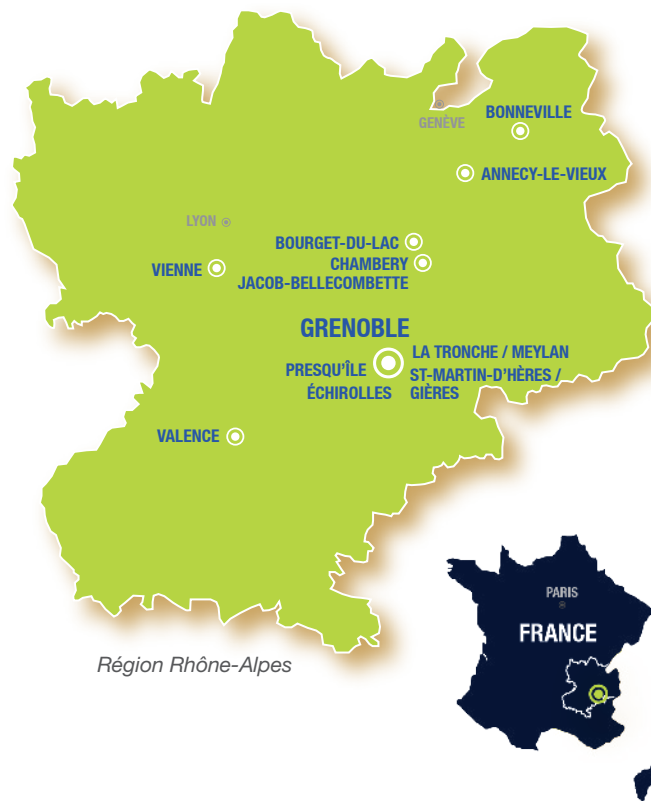 BONNEVILLE
GENÈVE
ANNECY-LE-VIEUX
LYON
BOURGET-DU-LAC
VIENNE
CHAMBERY
JACOB-BELLECOMBETTE
GRENOBLE
LA TRONCHE / MEYLAN
PRESQU'ÎLE
ST-MARTIN-D'HÈRES /
ÉCHIROLLES
GIÈRES
VALENCE
PARIS
FRANCE
Région Rhône-Alpes